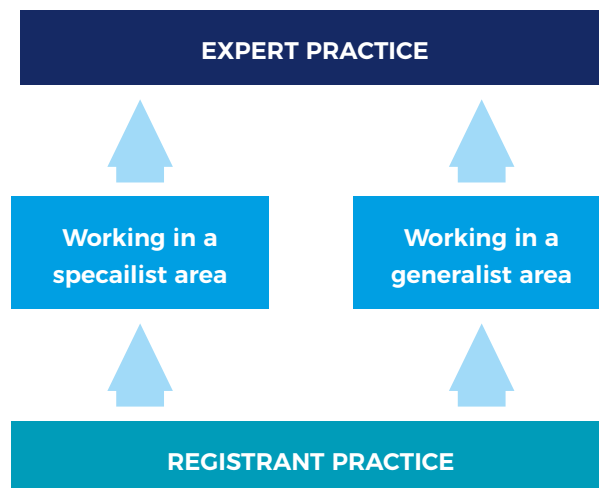 EXPERT PRACTICE
Working in a
specailist area
Working in a
generalist area
REGISTRANT PRACTICE